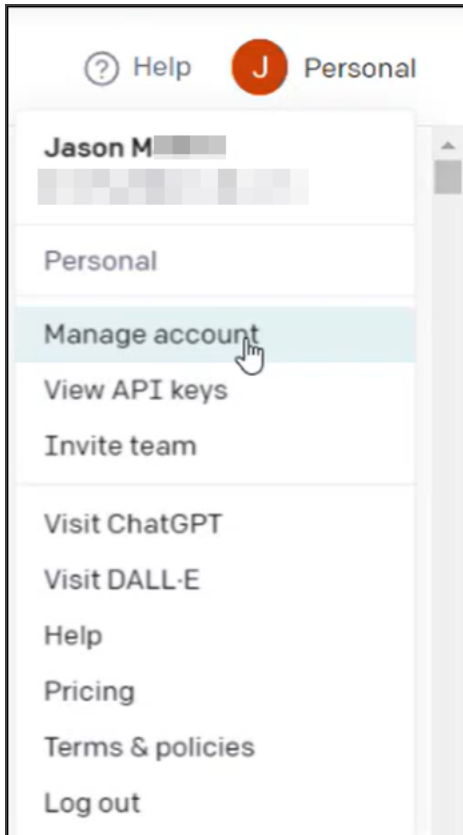 Help J Personal
Jason M
Personal
Manage account
View API keys
Invite team
Visit ChatGPT
Visit DALL·E
Help
Pricing
Terms & policies
Log out